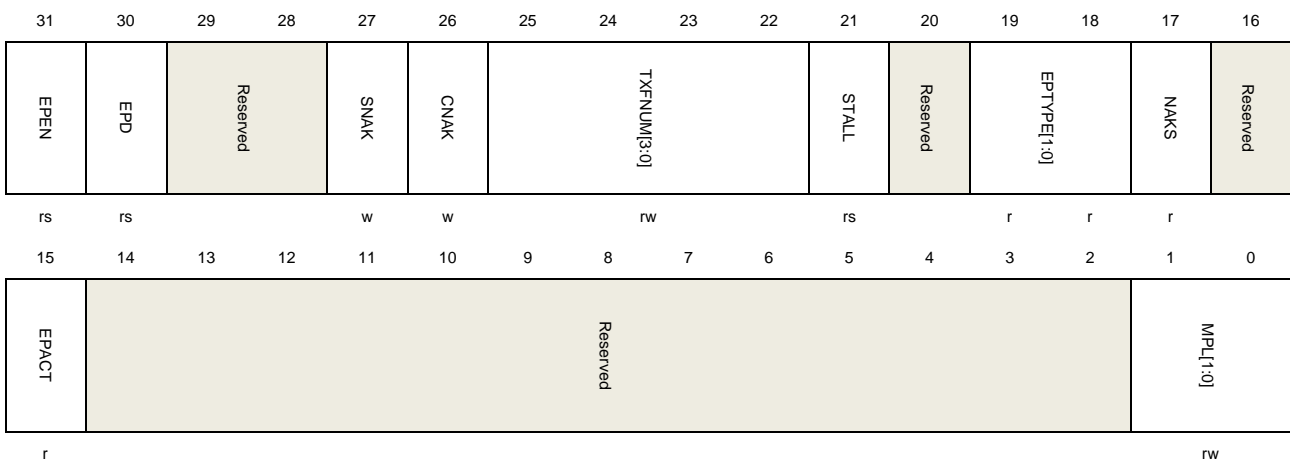 31 30 29 28 27 26 25 24 23 22 21 20 19 18 17 16
EPEN EPD Reserved SNAK CNAK TXFNUM[3:0] STALL Reserved EPTYPE[1:0] NAKS Reserved
rs rs w w rw rs r r r
15 14 13 12 11 10 9 8 7 6 5 4 3 2 1 0
EPACT Reserved MPL[1:0]
r rw